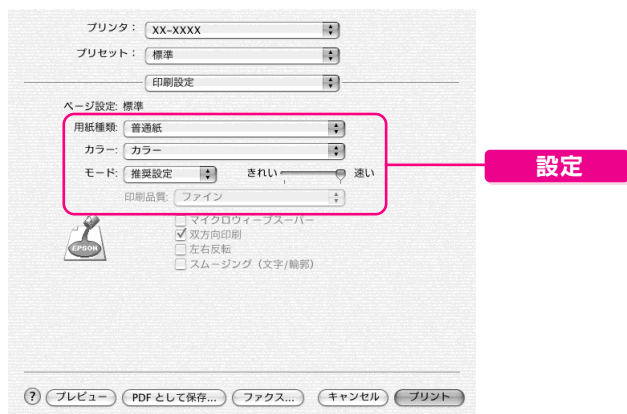 プリンタ： XX-XXXX
プリセット： 標準
印刷設定
ページ設定: 標準
用紙種類: 普通紙
カラー: カラー
モード: 推奨設定 きれい 速い
設定
印刷品質: ファイン
マイクロウィーブスーパー
双方向印刷
左右反転
スムージング（文字/輪郭）
EPSON
? プレビュー PDF として保存... ファクス... キャンセル プリント